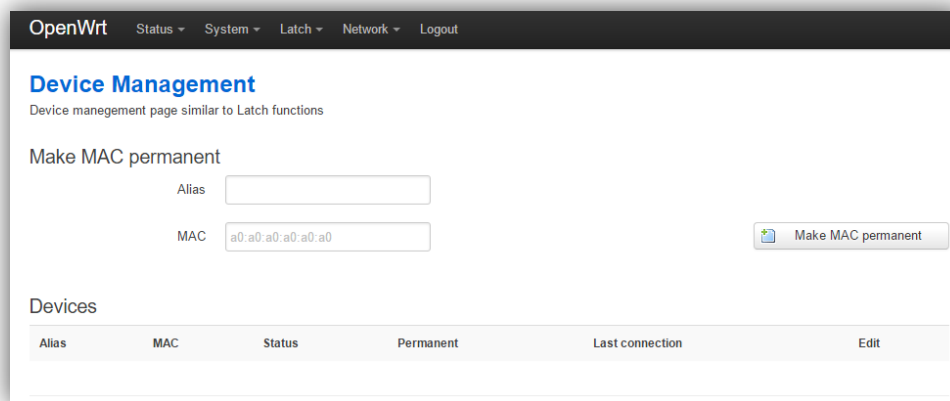 OpenWrt Status System Latch Network Logout
Device Management
Device manegement page similar to Latch functions
Make MAC permanent
Alias
MAC a0:a0:a0:a0:a0:a0 Make MAC permanent
Devices
Alias MAC Status Permanent Last connection Edit